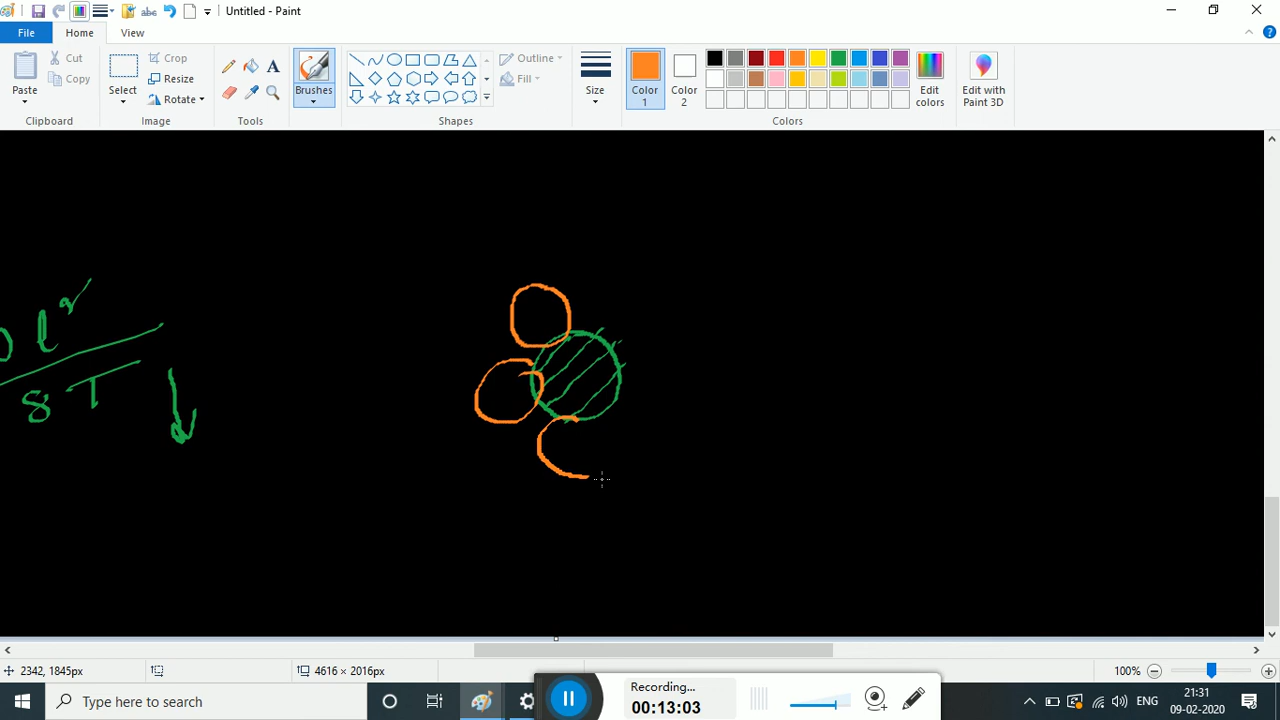 Untitled - Paint
File Home View
Paste
Cut
Copy
Clipboard
Select
Crop
Resize
Rotate
Image
A
Tools
Brushes
Shapes
Outline
Fill
Size
Color 1
Color 2
Colors
Edit colors
Edit with Paint 3D
l²
8T
2342, 1845px
4616 × 2016px
100%
Type here to search
Recording...
00:13:03
ENG
21:31
09-02-2020